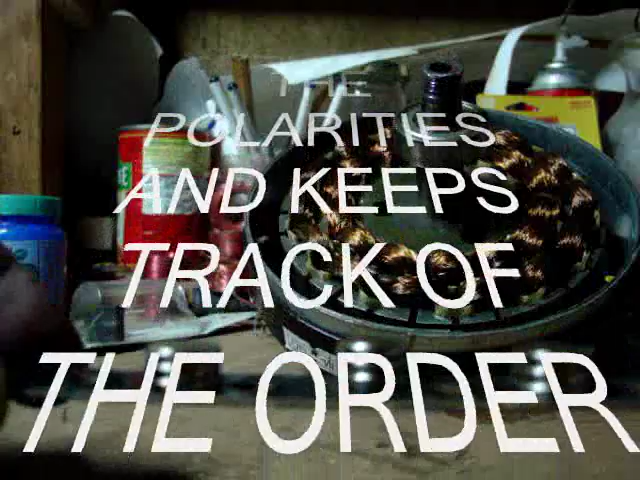 THE
POLARITIES
AND KEEPS
TRACK OF
THE ORDER